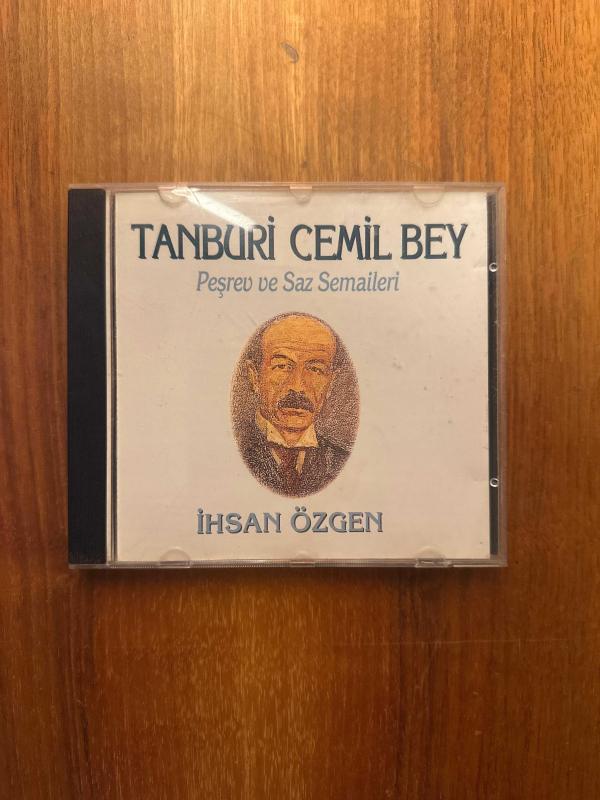 TANBURİ CEMİL BEY
Peşrev ve Saz Semaileri
İHSAN ÖZGEN